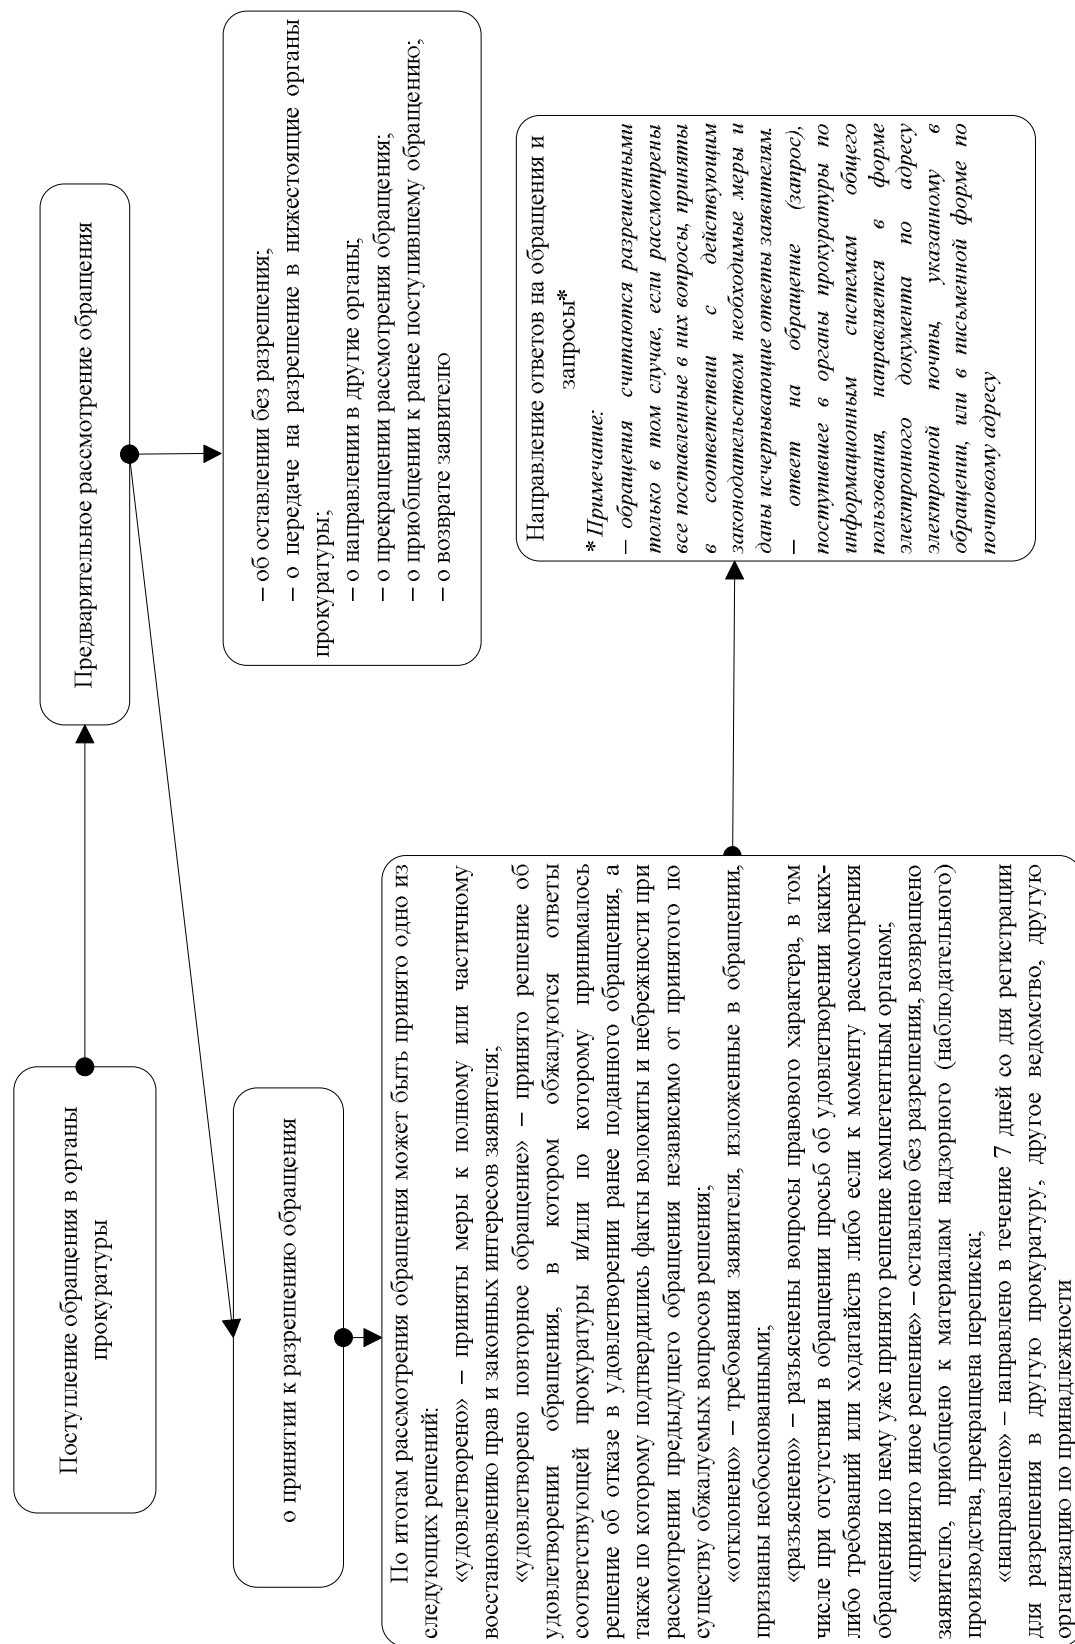 Поступление обращения в органы
прокуратуры
Предварительное рассмотрение обращения
о принятии к разрешению обращения
– об оставлении без разрешения;
– о передаче на разрешение в нижестоящие органы
прокуратуры;
– о направлении в другие органы;
– о прекращении рассмотрения обращения;
– о приобщении к ранее поступившему обращению;
– о возврате заявителю
По итогам рассмотрения обращения может быть принято одно из
следующих решений:
«удовлетворено» – приняты меры к полному или частичному
восстановлению прав и законных интересов заявителя;
«удовлетворено повторное обращение» – принято решение об
удовлетворении обращения, в котором обжалуются ответы
соответствующей прокуратуры и/или по которому принималось
решение об отказе в удовлетворении ранее поданного обращения, а
также по которому подтвердились факты волокиты и небрежности при
рассмотрении предыдущего обращения независимо от принятого по
существу обжалуемых вопросов решения;
«отклонено» – требования заявителя, изложенные в обращении,
признаны необоснованными;
«разъяснено» – разъяснены вопросы правового характера, в том
числе при отсутствии в обращении просьб об удовлетворении каких-
либо требований или ходатайств либо если к моменту рассмотрения
обращения по нему уже принято решение компетентным органом;
«принято иное решение» – оставлено без разрешения, возвращено
заявителю, приобщено к материалам надзорного (наблюдательного)
производства, прекращена переписка;
«направлено» – направлено в течение 7 дней со дня регистрации
для разрешения в другую прокуратуру, другое ведомство, другую
организацию по принадлежности
Направление ответов на обращения и
запросы*
* Примечание:
– обращения считаются разрешенными
только в том случае, если рассмотрены
все поставленные в них вопросы, приняты
в соответствии с действующим
законодательством необходимые меры и
даны исчерпывающие ответы заявителям.
– ответ на обращение (запрос),
поступившее в органы прокуратуры по
информационным системам общего
пользования, направляется в форме
электронного документа по адресу
электронной почты, указанному в
обращении, или в письменной форме по
почтовому адресу